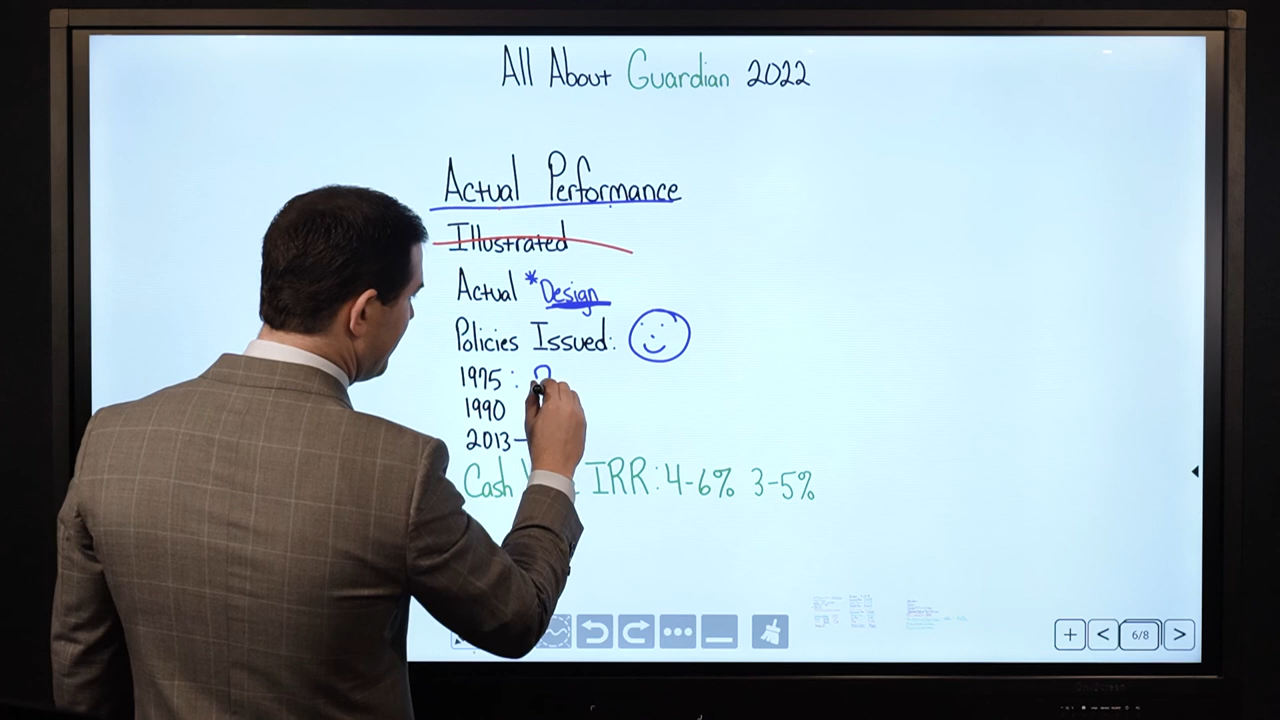 All About Guardian 2022
Actual Performance
Illustrated
Actual *Design
Policies Issued:
1975:
1990
2013-
Cash IRR: 4-6% 3-5%
6/8